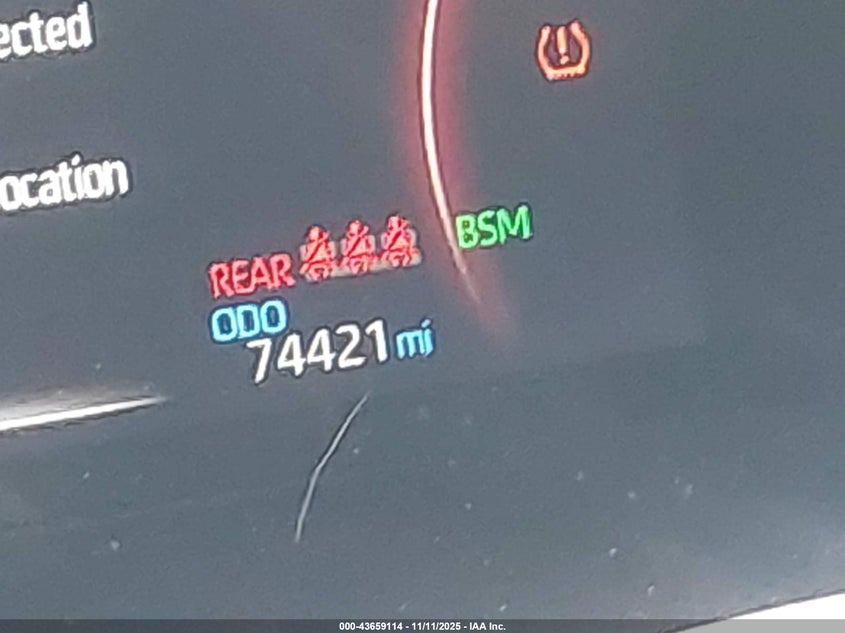 ected
ocation
BSM
REAR
ODO
74421 mi
000-43659114 - 11/11/2025 - IAA Inc.